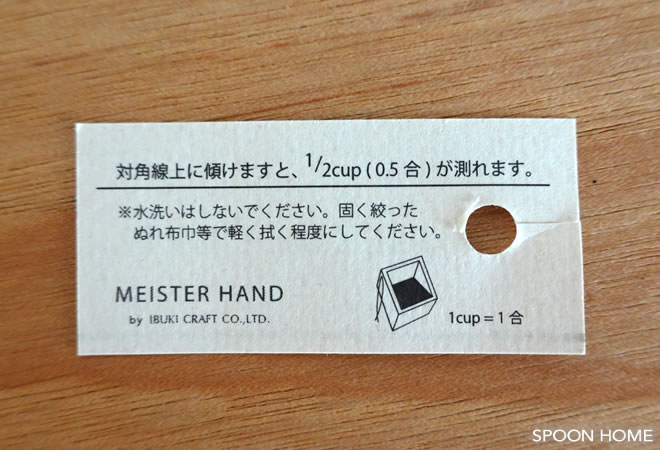 対角線上に傾けますと、1/2cup（0.5合）が測れます。
※水洗いはしないでください。固く絞った
ぬれ布巾等で軽く拭く程度にしてください。
MEISTER HAND
by IBUKI CRAFT CO.,LTD.
1cup＝1合
SPOON HOME